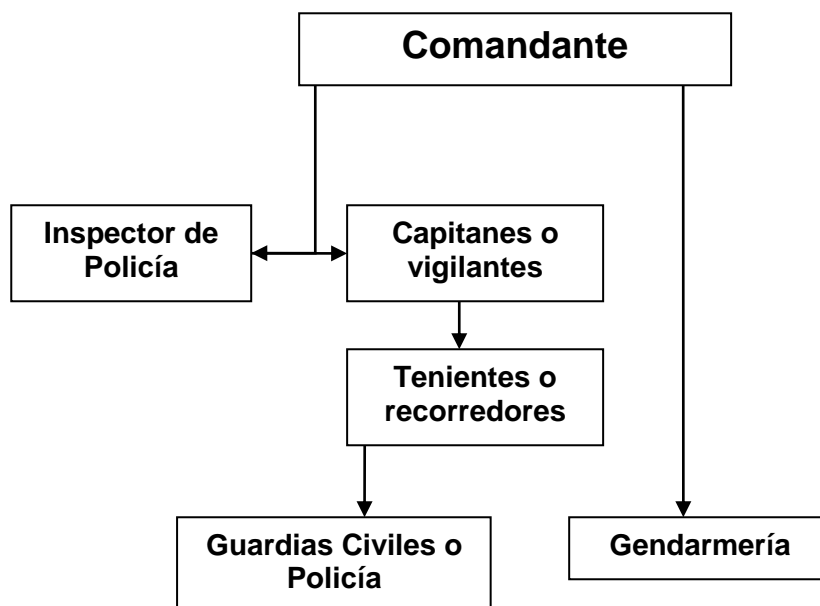 Comandante
Inspector de
Policía
Capitanes o
vigilantes
Tenientes o
recorredores
Guardias Civiles o
Policía
Gendarmería